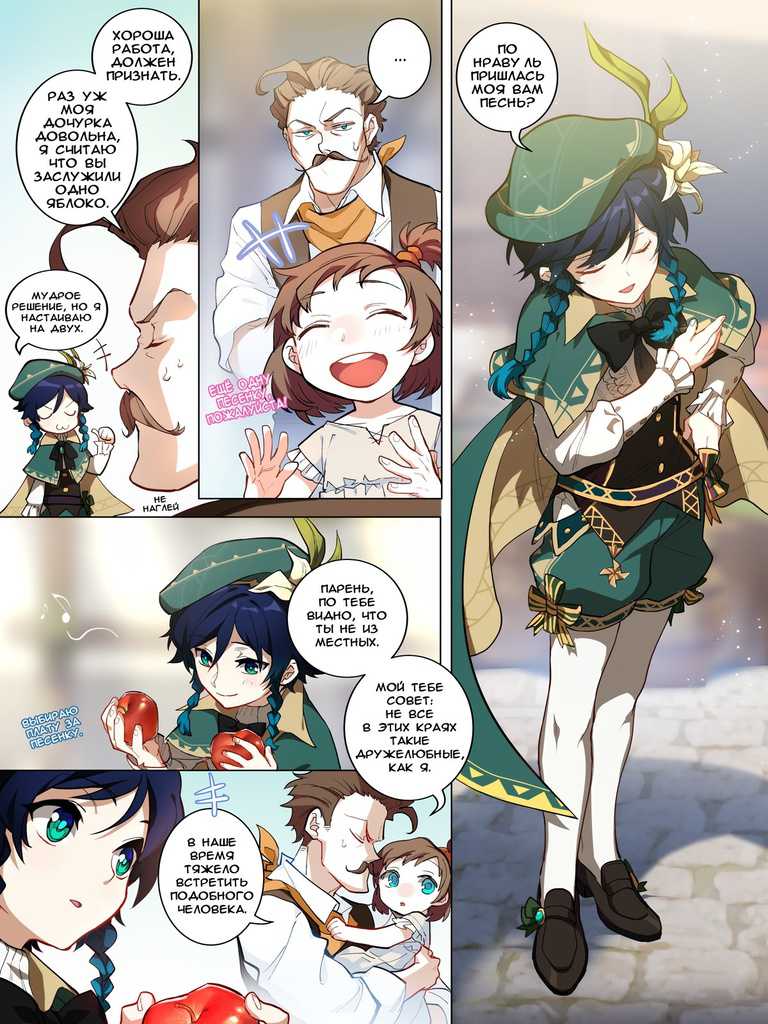 ПО
НРАВУ ЛЬ
ПРИШЛАСЬ
МОЯ ВАМ
ПЕСНЬ?
...
ЕЩЁ ОДНУ
ПЕСЕНКУ,
ПОЖАЛУЙСТА!
ХОРОША
РАБОТА,
ДОЛЖЕН
ПРИЗНАТЬ.
РАЗ УЖ
МОЯ
ДОЧУРКА
ДОВОЛЬНА,
Я СЧИТАЮ
ЧТО ВЫ
ЗАСЛУЖИЛИ
ОДНО
ЯБЛОКО.
МУДРОЕ
РЕШЕНИЕ, НО Я
НАСТАИВАЮ
НА ДВУХ.
НЕ
НАГЛЕЙ
ПАРЕНЬ,
ПО ТЕБЕ
ВИДНО, ЧТО
ТЫ НЕ ИЗ
МЕСТНЫХ.
ВЫБИРАЮ
ПЛАТУ ЗА
ПЕСЕНКУ.
МОЙ ТЕБЕ
СОВЕТ:
НЕ ВСЕ
В ЭТИХ КРАЯХ
ТАКИЕ
ДРУЖЕЛЮБНЫЕ,
КАК Я.
В НАШЕ
ВРЕМЯ
ТЯЖЕЛО
ВСТРЕТИТЬ
ПОДОБНОГО
ЧЕЛОВЕКА.